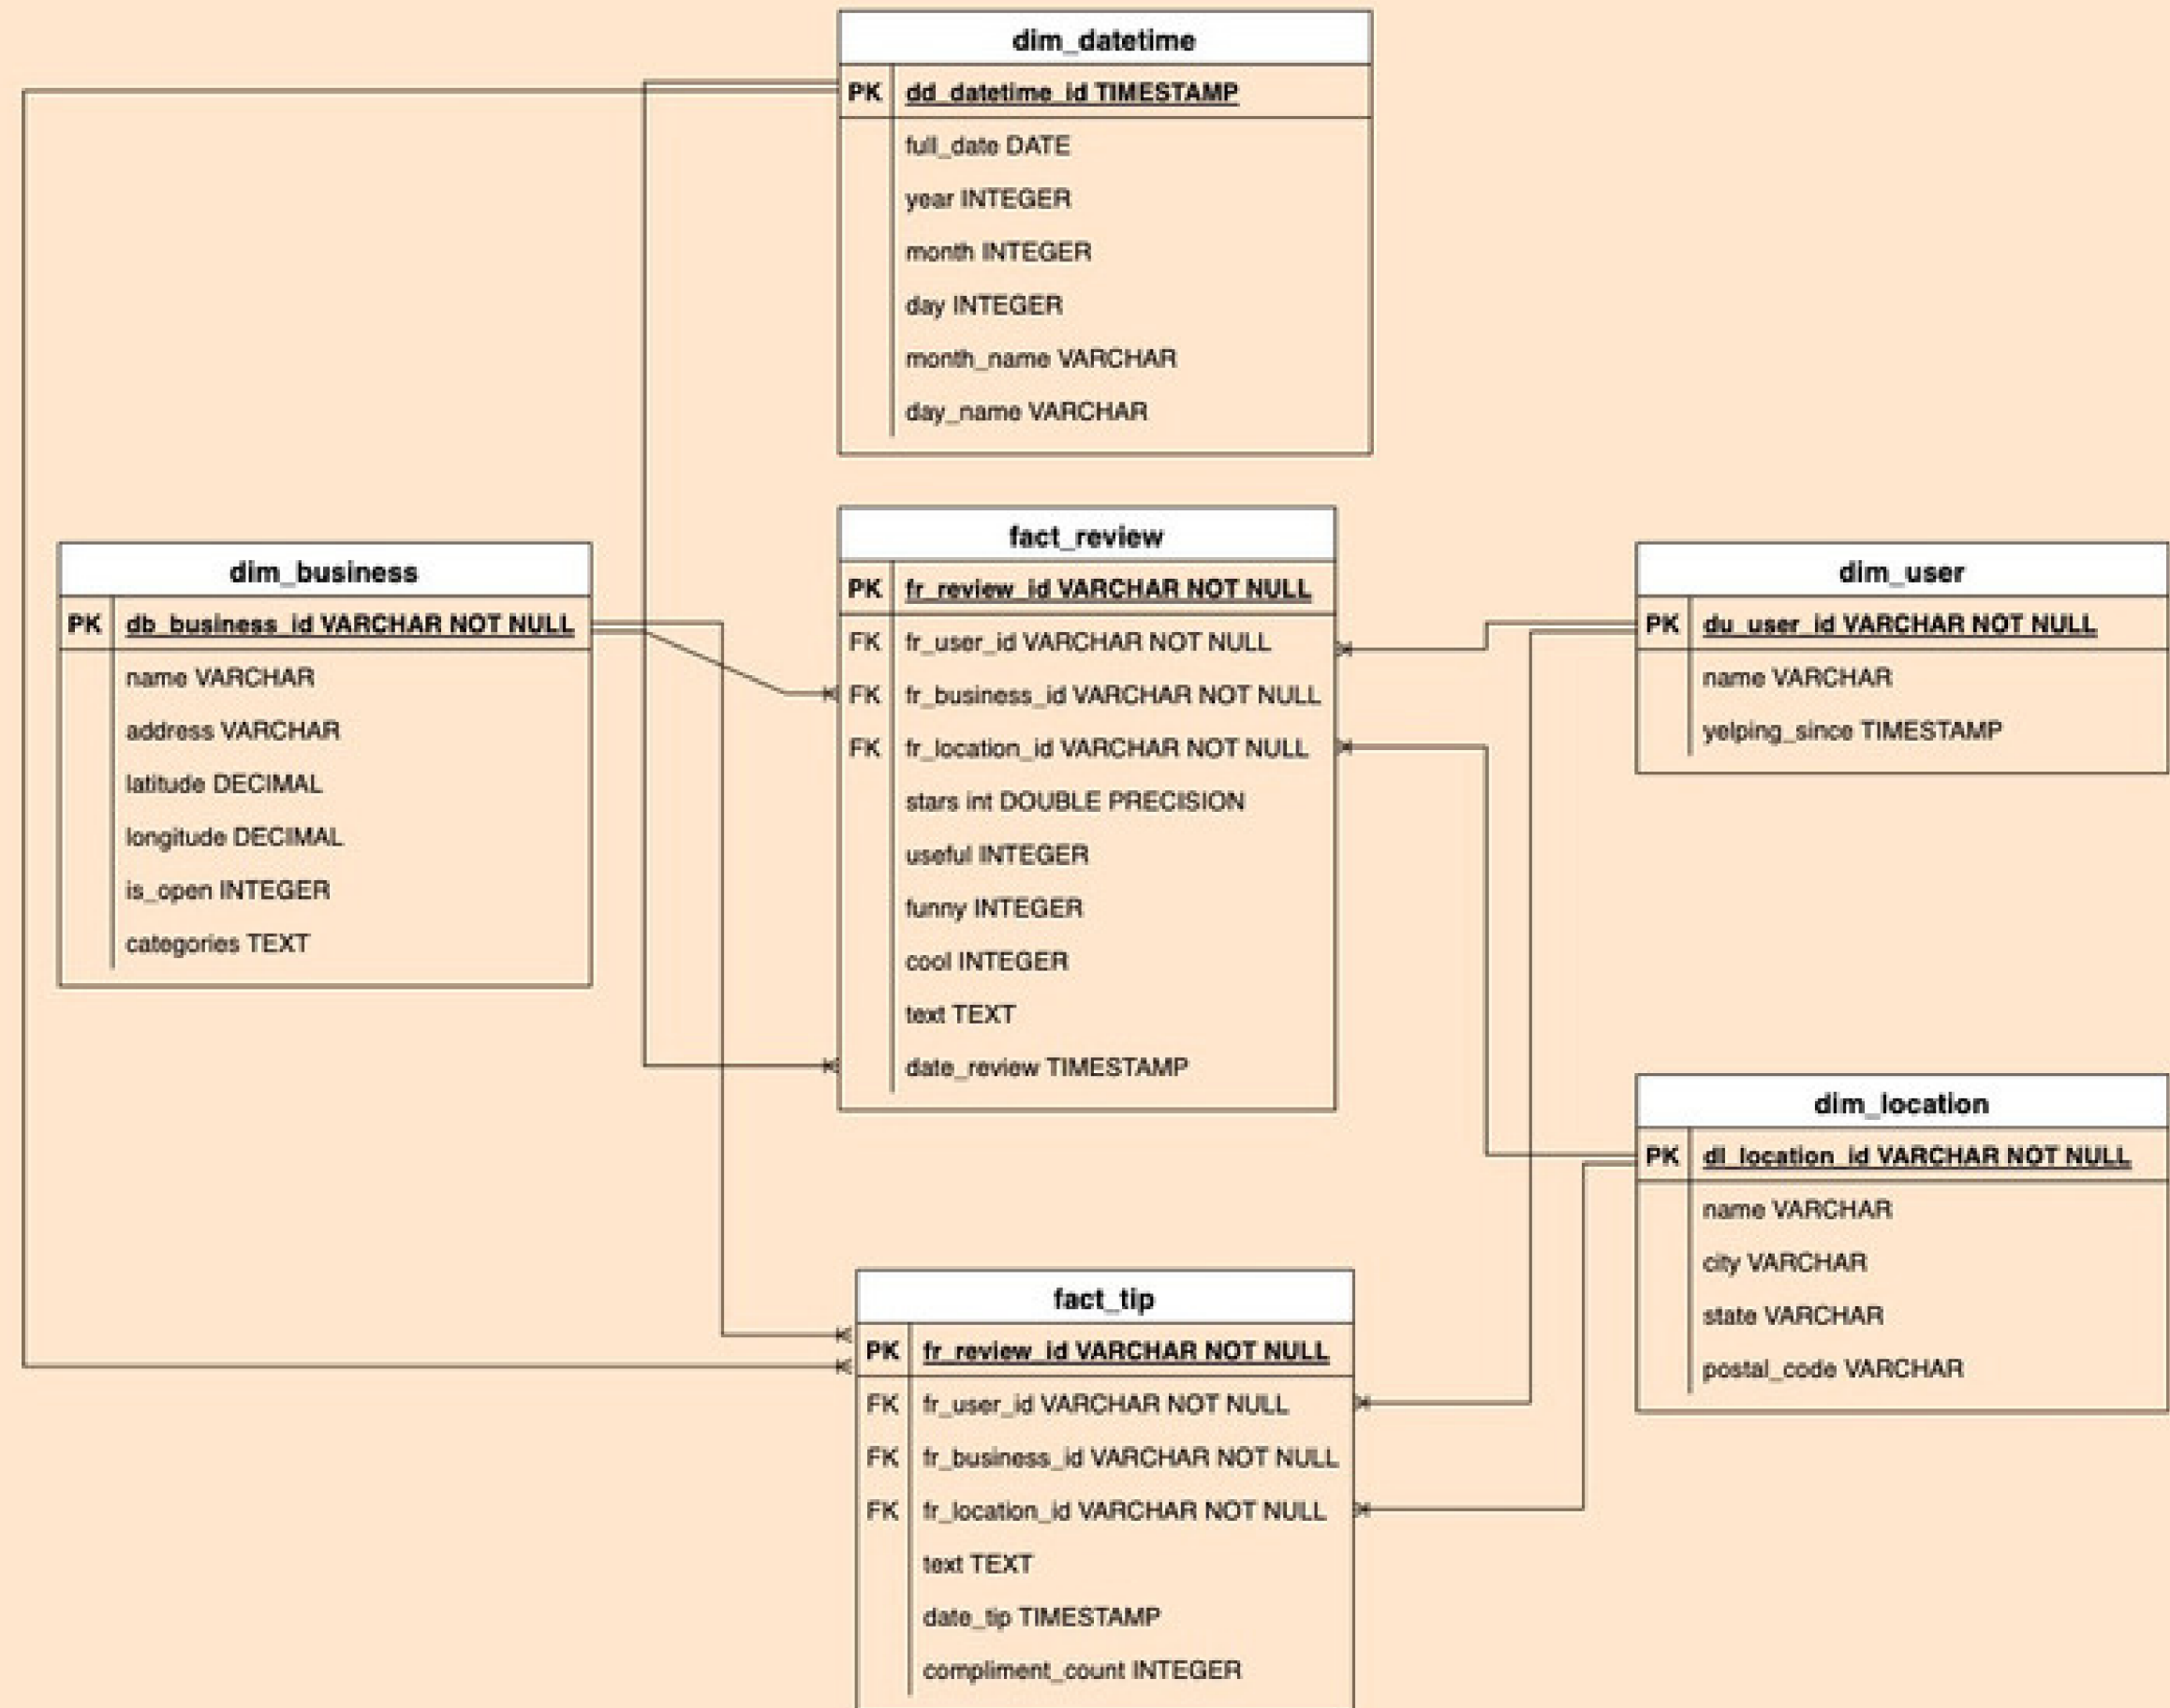 dim_datetime
PK dd_datetime_id TIMESTAMP
full_date DATE
year INTEGER
month INTEGER
day INTEGER
month_name VARCHAR
day_name VARCHAR
dim_business
PK db_business_id VARCHAR NOT NULL
name VARCHAR
address VARCHAR
latitude DECIMAL
longitude DECIMAL
is_open INTEGER
categories TEXT
fact_review
PK fr_review_id VARCHAR NOT NULL
FK fr_user_id VARCHAR NOT NULL
FK fr_business_id VARCHAR NOT NULL
FK fr_location_id VARCHAR NOT NULL
stars int DOUBLE PRECISION
useful INTEGER
funny INTEGER
cool INTEGER
text TEXT
date_review TIMESTAMP
dim_user
PK du_user_id VARCHAR NOT NULL
name VARCHAR
yelping_since TIMESTAMP
dim_location
PK dl_location_id VARCHAR NOT NULL
name VARCHAR
city VARCHAR
state VARCHAR
postal_code VARCHAR
fact_tip
PK fr_review_id VARCHAR NOT NULL
FK fr_user_id VARCHAR NOT NULL
FK fr_business_id VARCHAR NOT NULL
FK fr_location_id VARCHAR NOT NULL
text TEXT
date_tip TIMESTAMP
compliment_count INTEGER